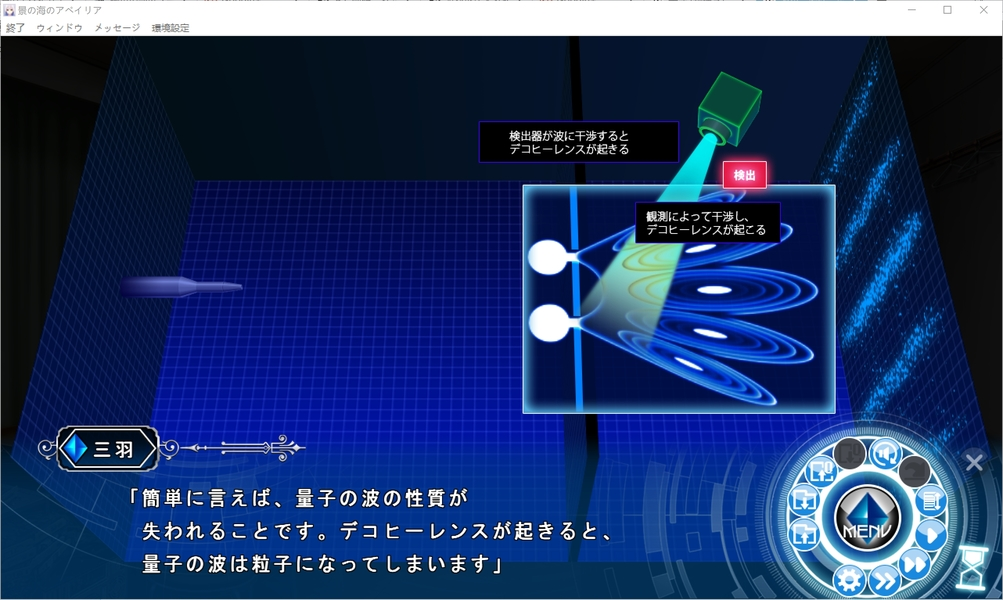 景の海のアペイリア
終了 ウィンドウ メッセージ 環境設定
検出器が波に干渉すると
デコヒーレンスが起きる
検出
観測によって干渉し、
デコヒーレンスが起こる
三羽
「簡単に言えば、量子の波の性質が
失われることです。デコヒーレンスが起きると、
量子の波は粒子になってしまいます」
MENU